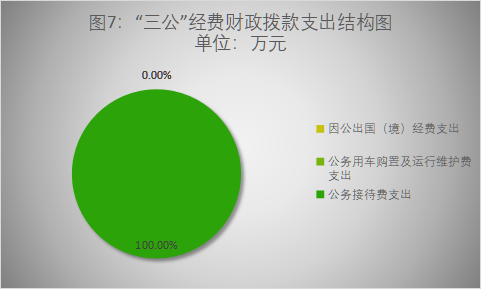 图7：“三公”经费财政拨款支出结构图
单位：万元
0.00%
100.00%
因公出国（境）经费支出
公务用车购置及运行维护费
支出
公务接待费支出